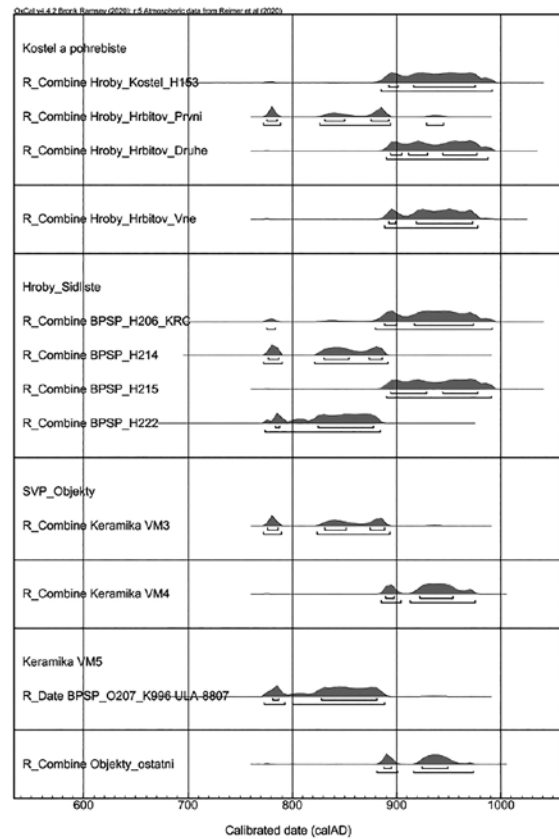 OxCal v4.4.2 Bronk Ramsey (2020); r:5 Atmospheric data from Reimer et al (2020)
Kostel a pohrebiste
R_Combine Hroby_Kostel_H153
R_Combine Hroby_Hrbitov_Prvni
R_Combine Hroby_Hrbitov_Druhe
R_Combine Hroby_Hrbitov_Vne
Hroby_Sidliste
R_Combine BPSP_H206_KRC
R_Combine BPSP_H214
R_Combine BPSP_H215
R_Combine BPSP_H222
SVP_Objekty
R_Combine Keramika VM3
R_Combine Keramika VM4
Keramika VM5
R_Date BPSP_O207_K996 ULA-8807
R_Combine Objekty_ostatni
600 700 800 900 1000
Calibrated date (calAD)